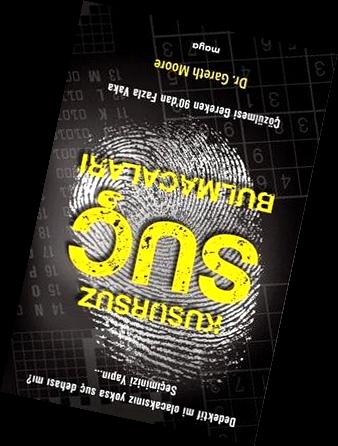 Dedektif mi olacaksınız yoksa suç dehası mı?
Seçiminizi Yapın...
KUSURSUZ
SUÇ
BULMACALARI
Çözülmesi Gereken 90'dan Fazla Vaka
Dr. Gareth Moore
maya